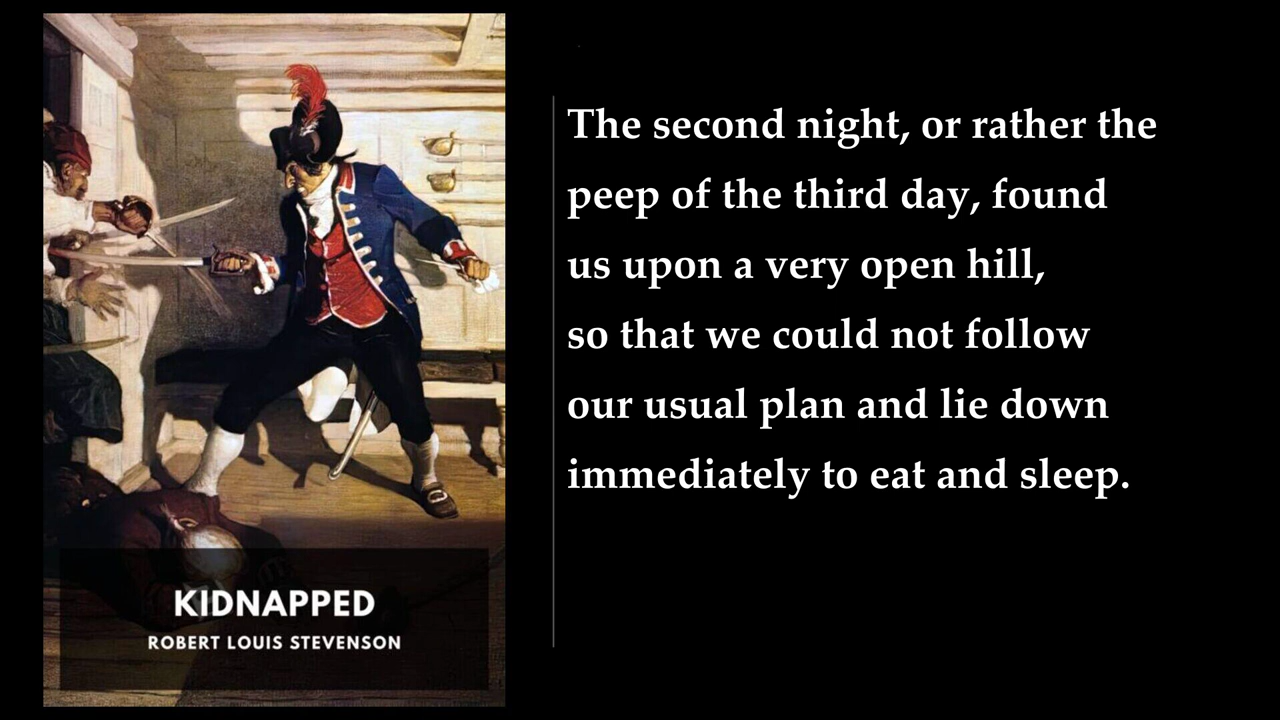 KIDNAPPED
ROBERT LOUIS STEVENSON
The second night, or rather the
peep of the third day, found
us upon a very open hill,
so that we could not follow
our usual plan and lie down
immediately to eat and sleep.